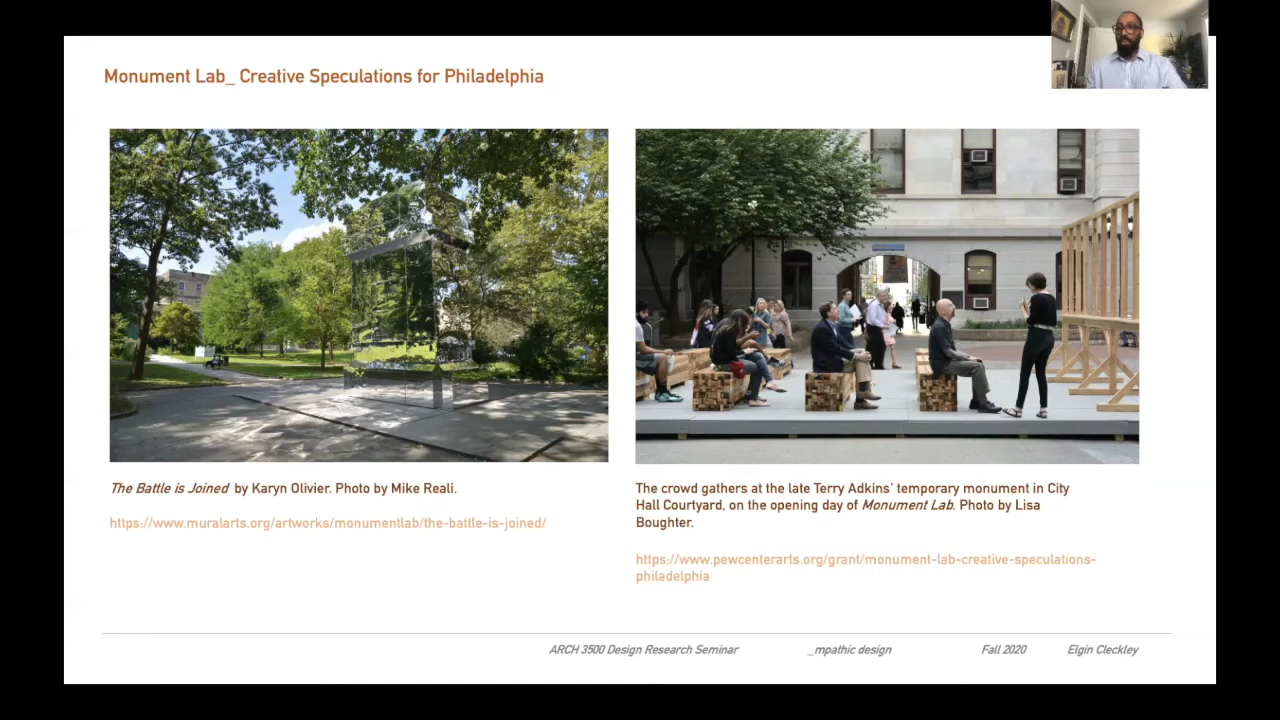 Monument Lab_ Creative Speculations for Philadelphia
The Battle is Joined by Karyn Olivier. Photo by Mike Reali.
https://www.muralarts.org/artworks/monumentlab/the-battle-is-joined/
The crowd gathers at the late Terry Adkins' temporary monument in City
Hall Courtyard, on the opening day of Monument Lab. Photo by Lisa
Boughter.
https://www.pewcenterarts.org/grant/monument-lab-creative-speculations-
philadelphia
ARCH 3500 Design Research Seminar _mpathic design Fall 2020 Elgin Cleckley